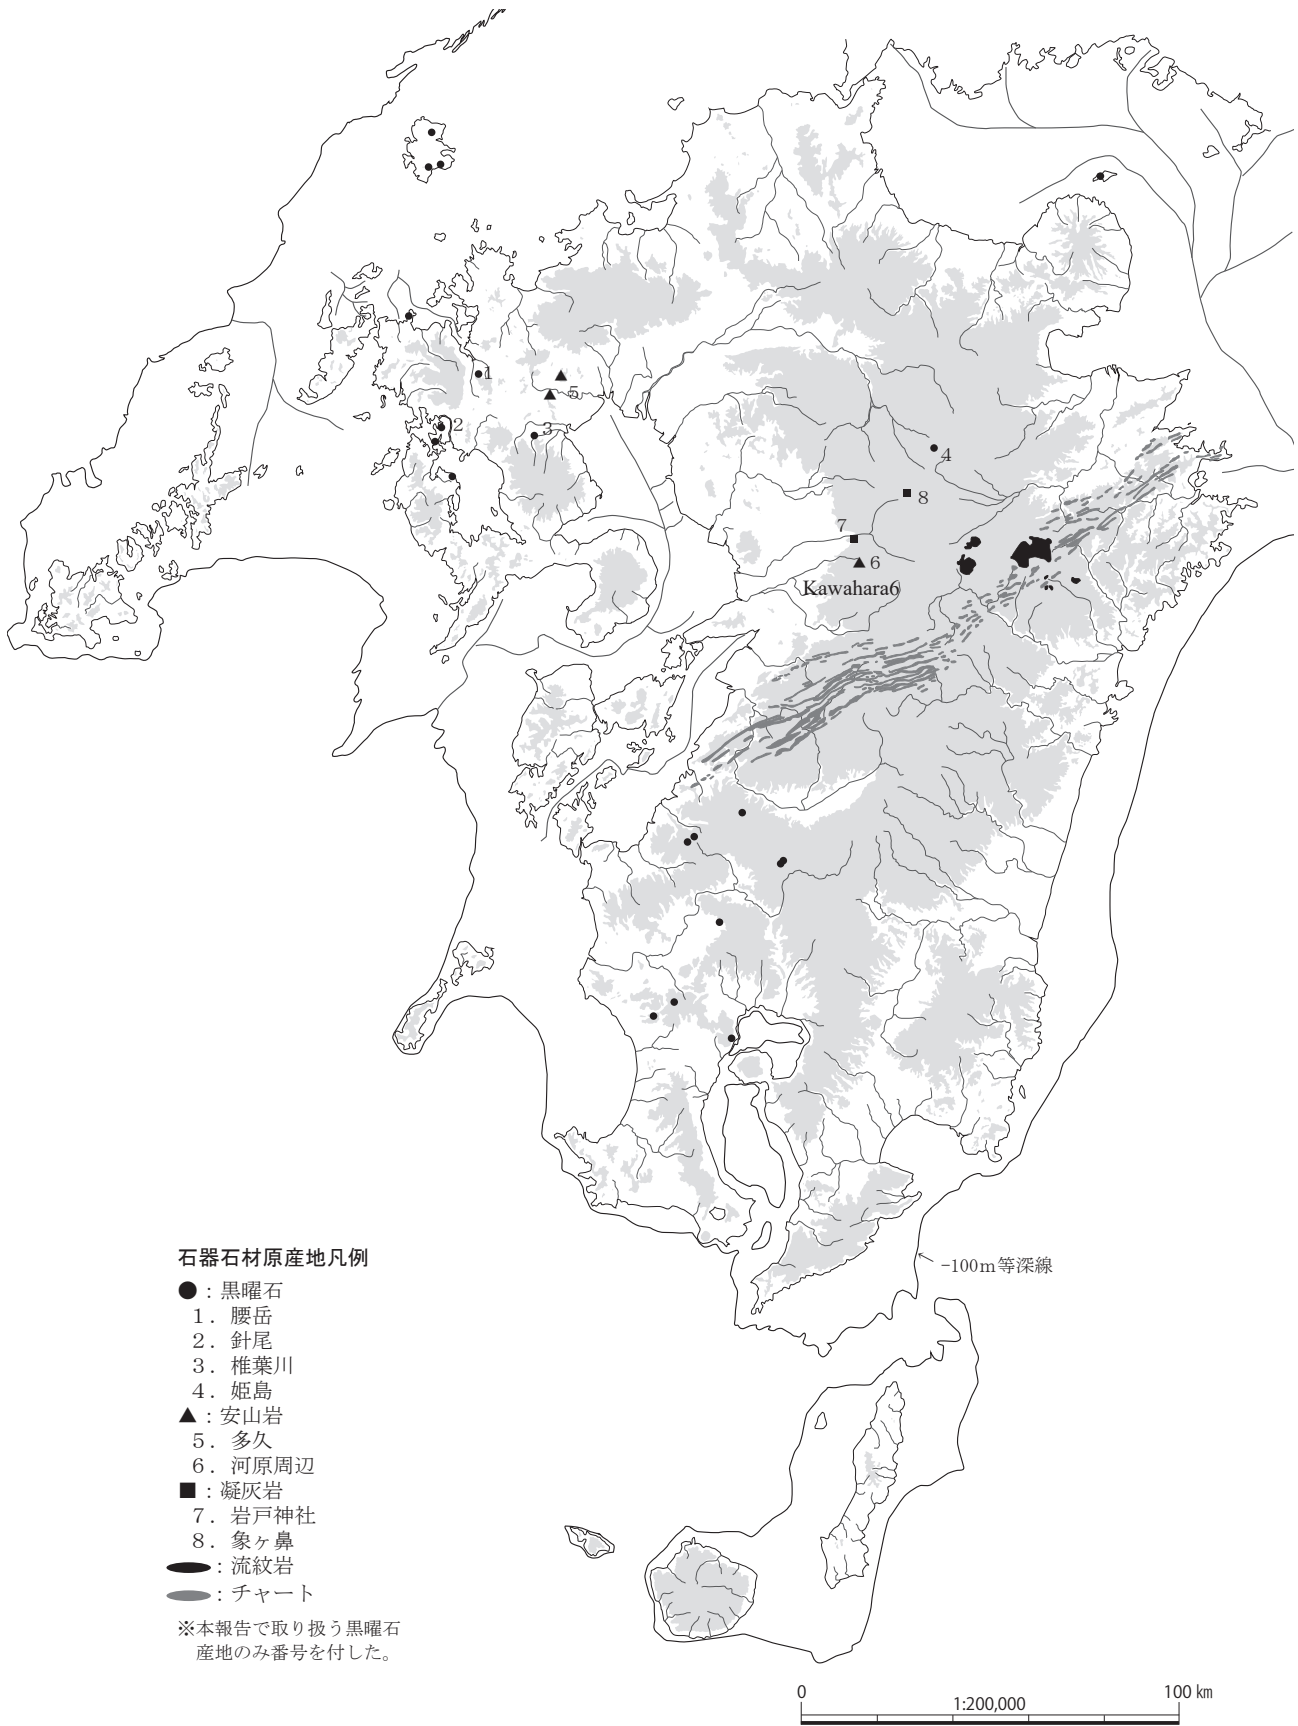 1
5
2
3
4
8
7
6
Kawahara6
-100m等深線
石器石材原産地凡例
●：黒曜石
1．腰岳
2．針尾
3．椎葉川
4．姫島
▲：安山岩
5．多久
6．河原周辺
■：凝灰岩
7．岩戸神社
8．象ヶ鼻
：流紋岩
：チャート
※本報告で取り扱う黒曜石
産地のみ番号を付した。
0 100 km
1:200,000